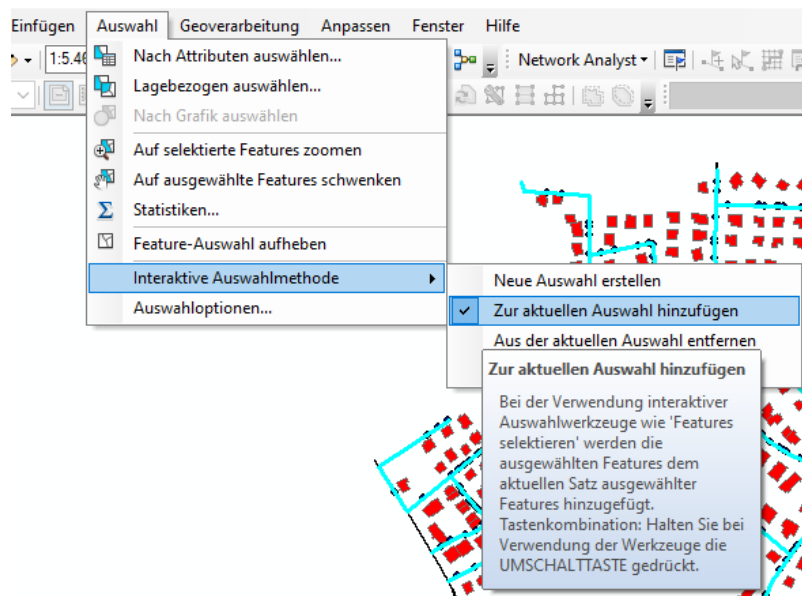 Einfügen Auswahl Geoverarbeitung Anpassen Fenster Hilfe
1:5.46
Network Analyst
Nach Attributen auswählen...
Lagebezogen auswählen...
Nach Grafik auswählen
Auf selektierte Features zoomen
Auf ausgewählte Features schwenken
Σ Statistiken...
Feature-Auswahl aufheben
Interaktive Auswahlmethode
Auswahloptionen...
Neue Auswahl erstellen
Zur aktuellen Auswahl hinzufügen
Aus der aktuellen Auswahl entfernen
Zur aktuellen Auswahl hinzufügen
Bei der Verwendung interaktiver
Auswahlwerkzeuge wie 'Features
selektieren' werden die
ausgewählten Features dem
aktuellen Satz ausgewählter
Features hinzugefügt.
Tastenkombination: Halten Sie bei
Verwendung der Werkzeuge die
UMSCHALTTASTE gedrückt.